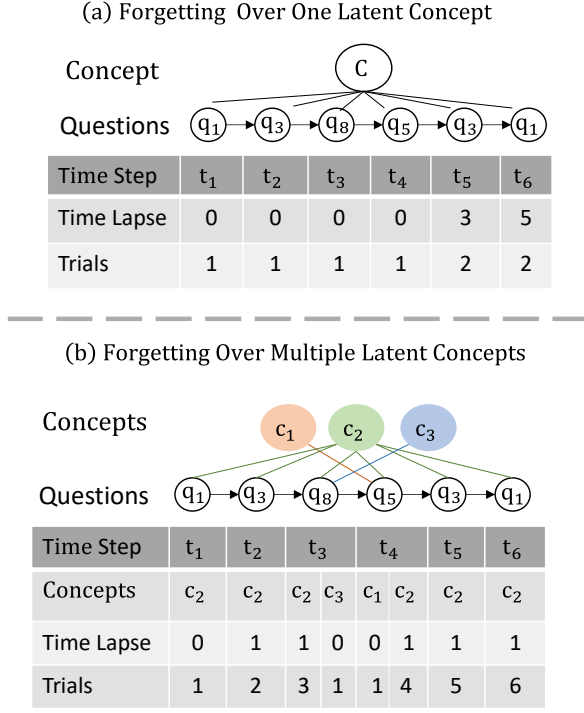 (a) Forgetting Over One Latent Concept
Concept C
Questions q₁ q₃ q₈ q₅ q₃ q₁
Time Step t₁ t₂ t₃ t₄ t₅ t₆
Time Lapse 0 0 0 0 3 5
Trials 1 1 1 1 2 2
(b) Forgetting Over Multiple Latent Concepts
Concepts c₁ c₂ c₃
Questions q₁ q₃ q₈ q₅ q₃ q₁
Time Step t₁ t₂ t₃ t₄ t₅ t₆
Concepts c₂ c₂ c₂ c₃ c₁ c₂ c₂ c₂
Time Lapse 0 1 1 0 0 1 1 1
Trials 1 2 3 1 1 4 5 6